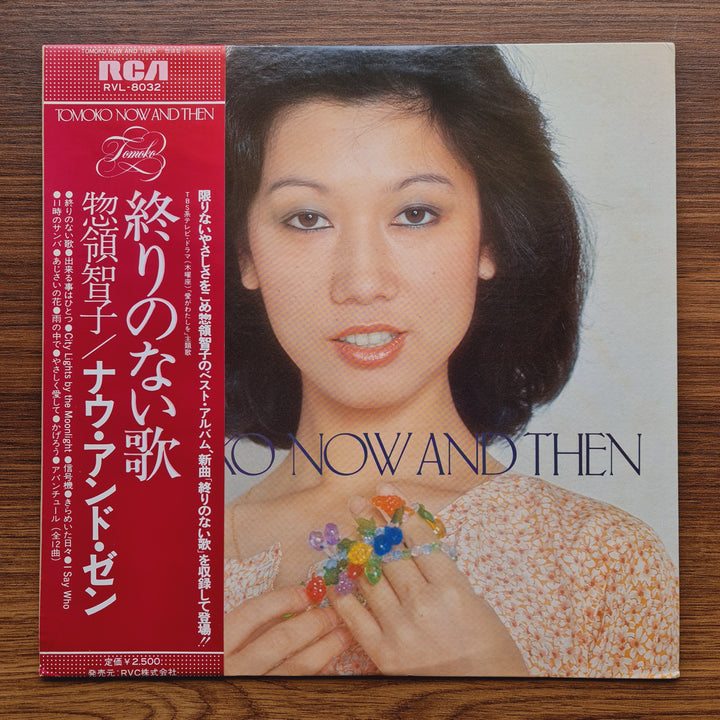 TOMOKO NOW AND THEN
RCA
RVL-8032
TOMOKO NOW AND THEN
Tomoko
限りないやさしさをこめ惣領智子のベスト・アルバム、新曲「終りのない歌」を収録して登場!!
TBS系テレビ・ドラマ(木曜座)「愛がわたしを」主題歌
終りのない歌
惣領智子/ナウ・アンド・ゼン
●終りのない歌●出来る事はひとつ●City Lights by the Moonlight●信号機●きらめいた日々●I Say Who
●11時のサンバ●あじさいの花●雨の中で●やさしく愛して●かげろう●アバンチュール(全12曲)
定価¥2,500
発売元:RVC株式会社
KO NOW AND THEN